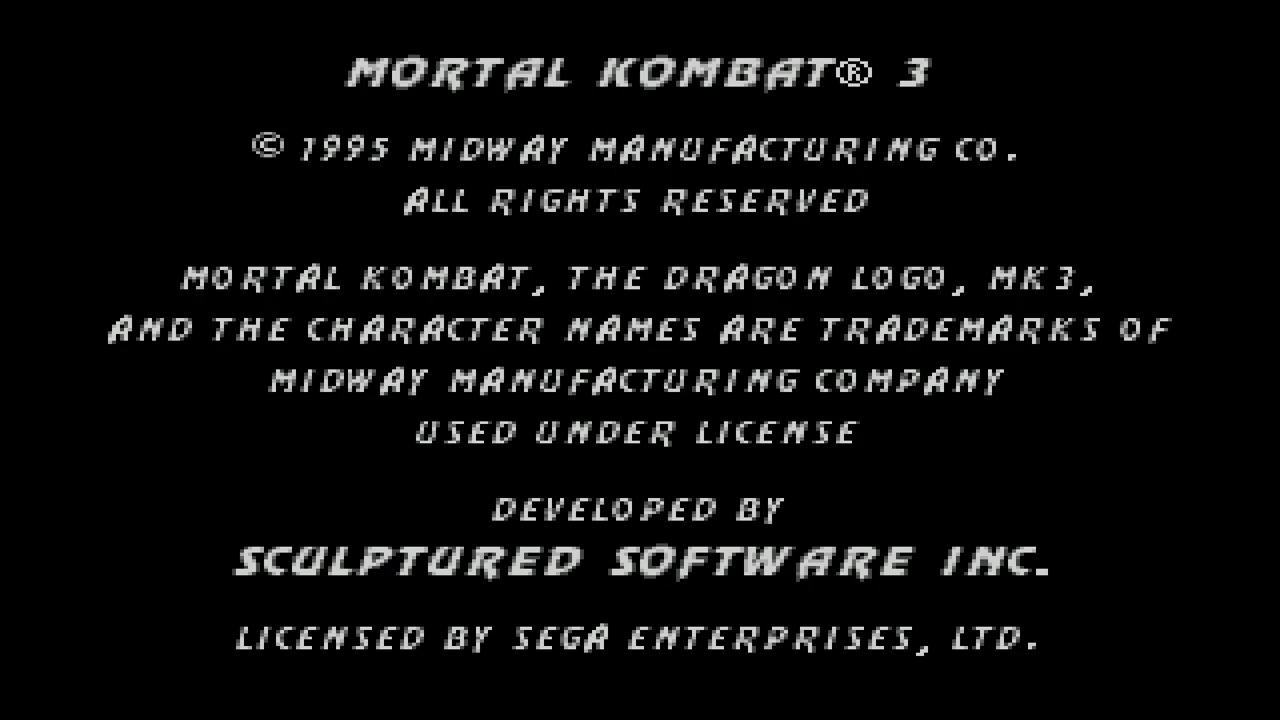 MORTAL KOMBAT® 3
© 1995 MIDWAY MANUFACTURING CO.
ALL RIGHTS RESERVED
MORTAL KOMBAT, THE DRAGON LOGO, MK3,
AND THE CHARACTER NAMES ARE TRADEMARKS OF
MIDWAY MANUFACTURING COMPANY
USED UNDER LICENSE
DEVELOPED BY
SCULPTURED SOFTWARE INC.
LICENSED BY SEGA ENTERPRISES, LTD.